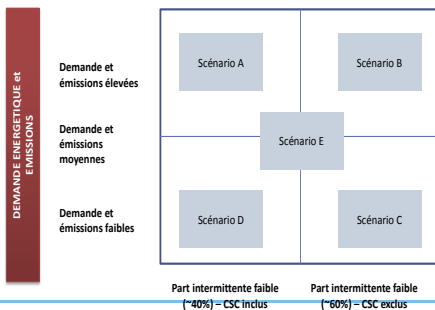 DEMANDE ENERGETIQUE et
EMISSIONS
Demande et
émissions élevées
Scénario A
Scénario B
Demande et
émissions
moyennes
Scénario E
Demande et
émissions faibles
Scénario D
Scénario C
Part intermittente faible
(~40%) – CSC inclus
Part intermittente faible
(~60%) – CSC exclus